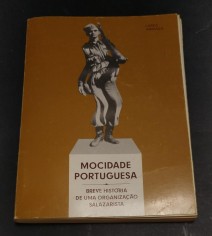 MOCIDADE
PORTUGUESA
BREVE HISTÓRIA
DE UMA ORGANIZAÇÃO
SALAZARISTA